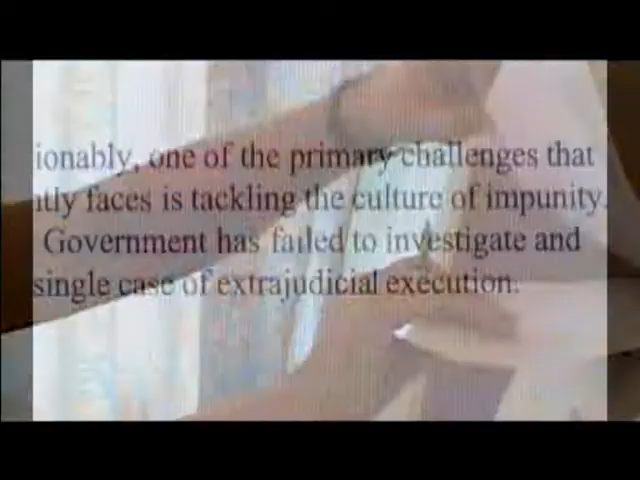 ionably, one of the primary challenges that
ntly faces is tackling the culture of impunity.
Government has failed to investigate and
single case of extrajudicial execution.